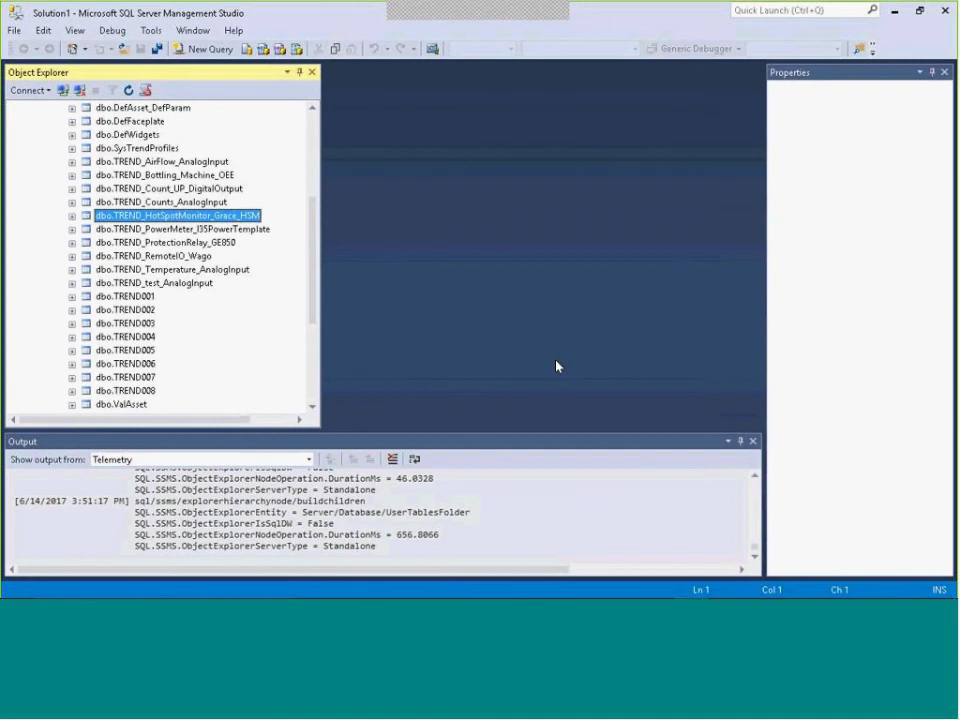 Solution1 - Microsoft SQL Server Management Studio
Quick Launch (Ctrl+Q)
File Edit View Debug Tools Window Help
New Query
Generic Debugger
Object Explorer
Properties
Connect
dbo.DefAsset_DefParam
dbo.DefFaceplate
dbo.DefWidgets
dbo.SysTrendProfiles
dbo.TREND_AirFlow_AnalogInput
dbo.TREND_Bottling_Machine_OEE
dbo.TREND_Count_UP_DigitalOutput
dbo.TREND_Counts_AnalogInput
dbo.TREND_HotSpotMonitor_Grace_HSM
dbo.TREND_PowerMeter_I35PowerTemplate
dbo.TREND_ProtectionRelay_GE850
dbo.TREND_RemoteIO_Wago
dbo.TREND_Temperature_AnalogInput
dbo.TREND_test_AnalogInput
dbo.TREND001
dbo.TREND002
dbo.TREND003
dbo.TREND004
dbo.TREND005
dbo.TREND006
dbo.TREND007
dbo.TREND008
dbo.ValAsset
Output
Show output from: Telemetry
SQL.SSMS.ObjectExplorerIsSqlDW = False
SQL.SSMS.ObjectExplorerNodeOperation.DurationMs = 46.0328
SQL.SSMS.ObjectExplorerServerType = Standalone
[6/14/2017 3:51:17 PM] sql/ssms/explorerhierarchynode/buildchildren
SQL.SSMS.ObjectExplorerEntity = Server/Database/UserTablesFolder
SQL.SSMS.ObjectExplorerIsSqlDW = False
SQL.SSMS.ObjectExplorerNodeOperation.DurationMs = 656.8066
SQL.SSMS.ObjectExplorerServerType = Standalone
Ln 1 Col 1 Ch 1 INS